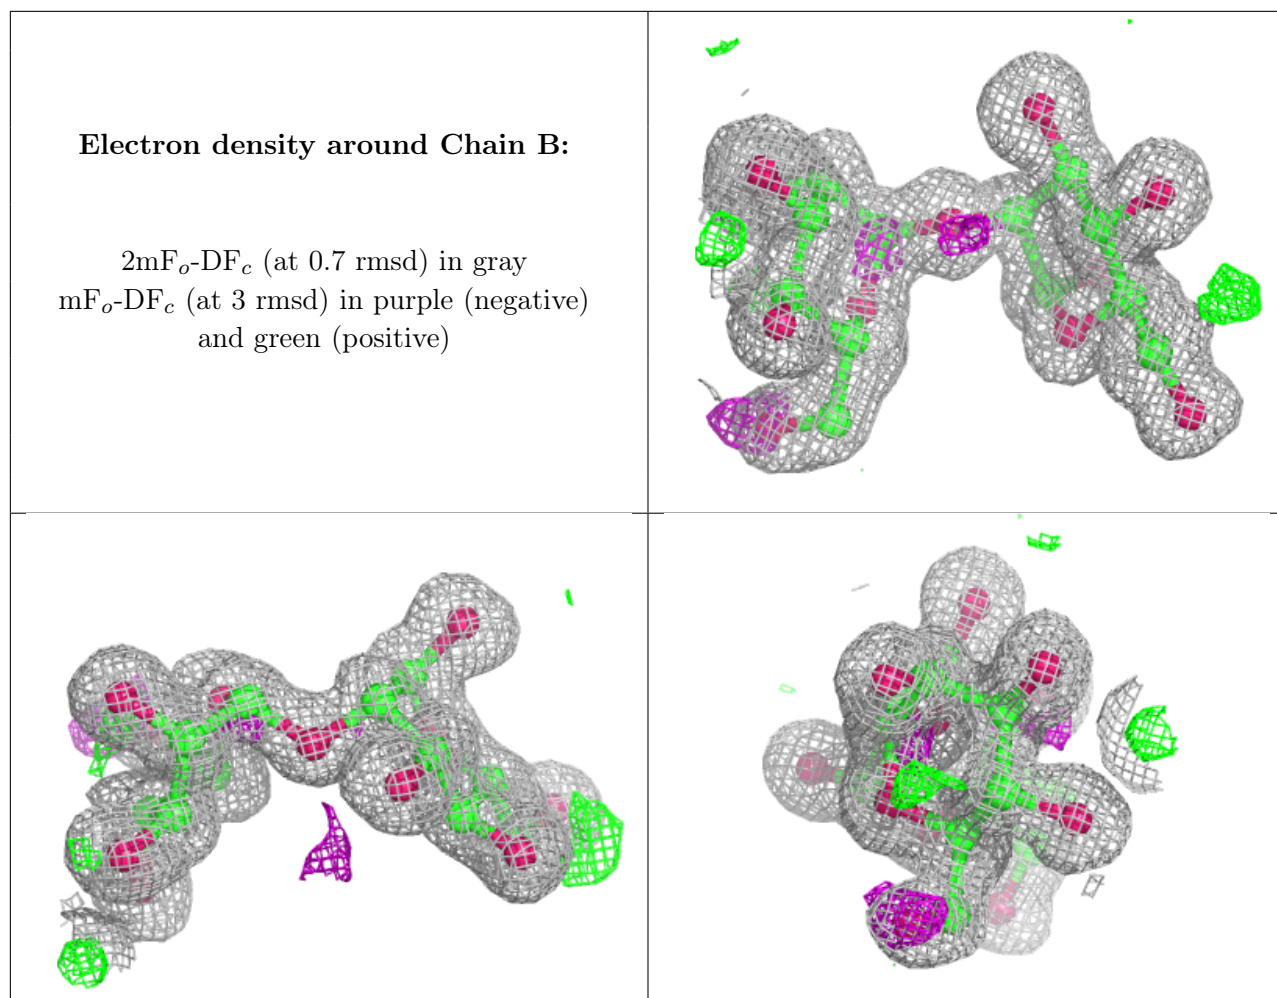 Electron density around Chain B:
2mFo-DFc (at 0.7 rmsd) in gray
mFo-DFc (at 3 rmsd) in purple (negative)
and green (positive)